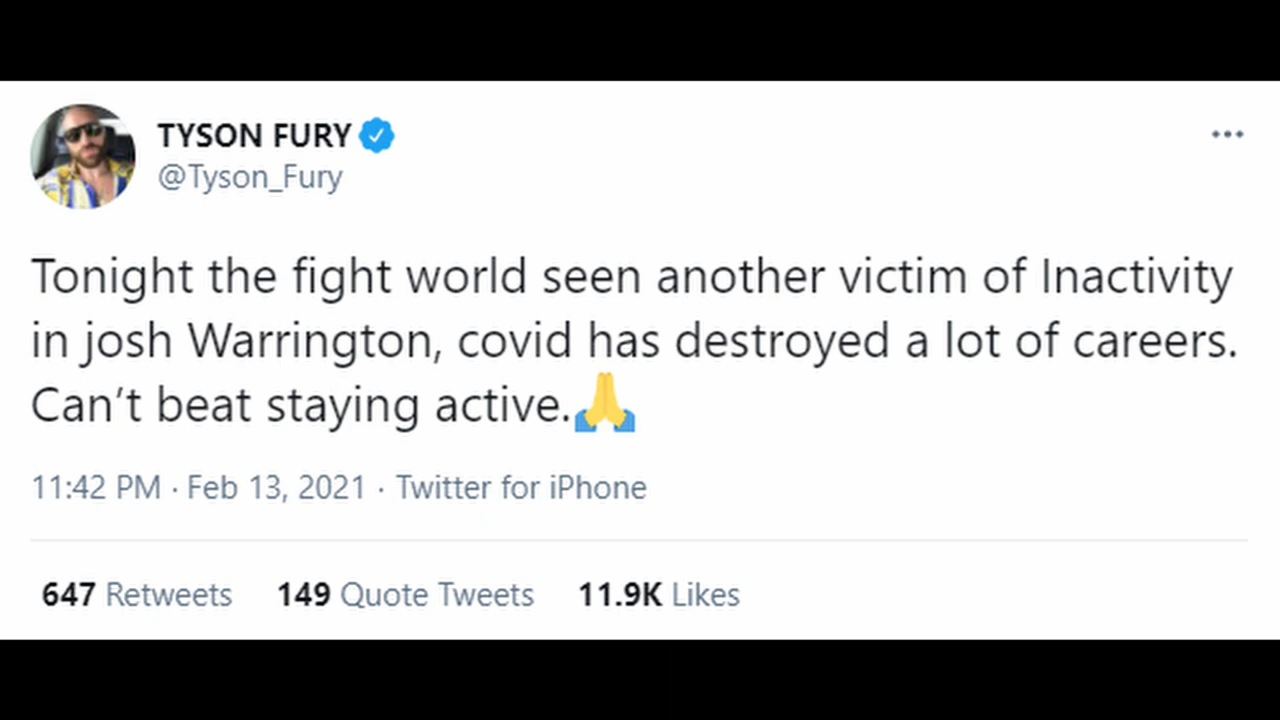 TYSON FURY
@Tyson_Fury
Tonight the fight world seen another victim of Inactivity
in josh Warrington, covid has destroyed a lot of careers.
Can’t beat staying active.🙏
11:42 PM · Feb 13, 2021 · Twitter for iPhone
647 Retweets 149 Quote Tweets 11.9K Likes